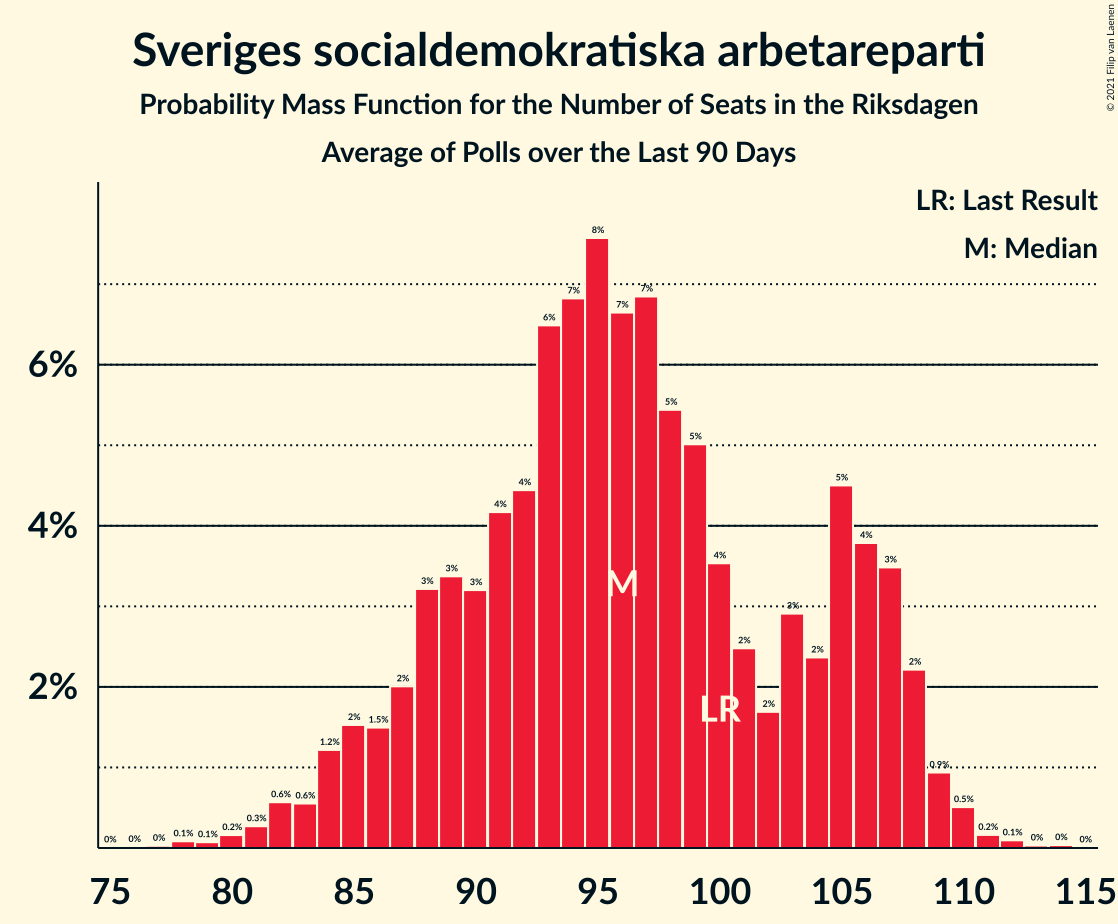 Sveriges socialdemokratiska arbetareparti
Probability Mass Function for the Number of Seats in the Riksdagen
Average of Polls over the Last 90 Days
© 2021 Filip van Laenen
LR: Last Result
M: Median
6%
4%
2%
0% 0% 0% 0.1% 0.1% 0.2% 0.3% 0.6% 0.6% 1.2% 2% 1.5% 2% 3% 3% 3% 4% 4% 6% 7% 8% 7% 7% 5% 5% 4% 2% 2% 3% 2% 5% 4% 3% 2% 0.9% 0.5% 0.2% 0.1% 0% 0% 0%
M
LR
75 80 85 90 95 100 105 110 115